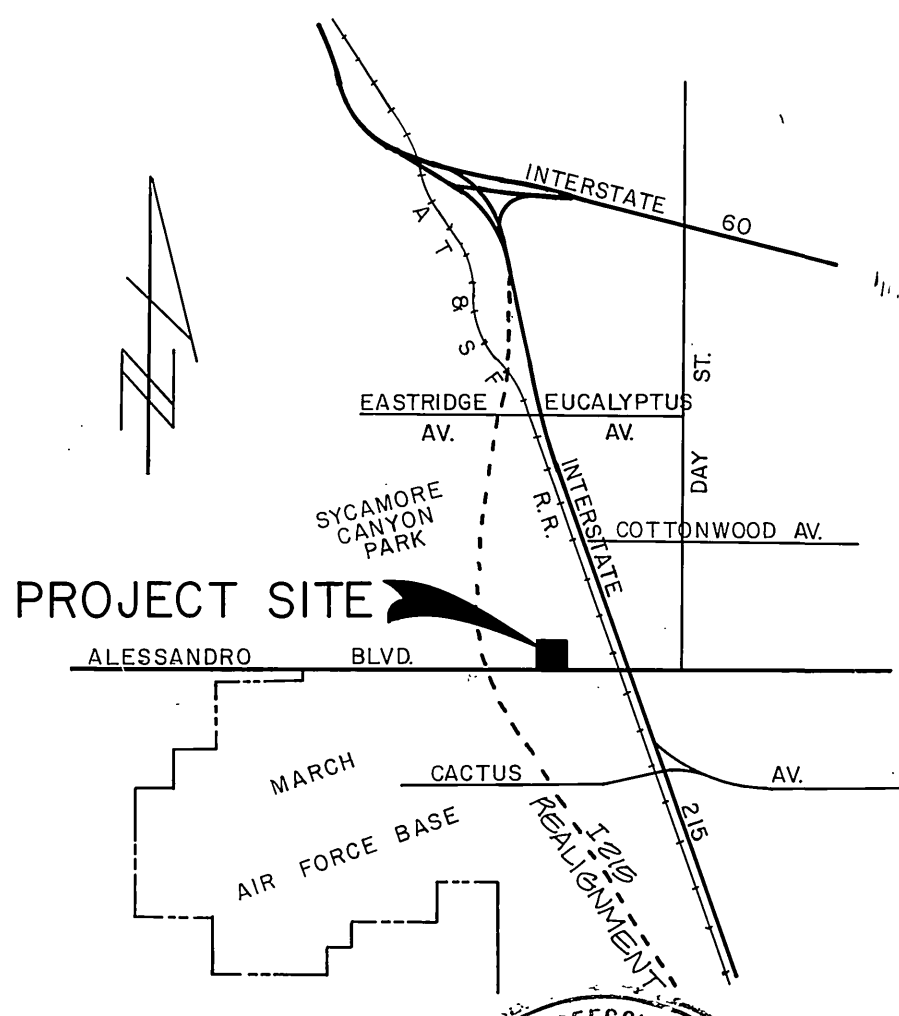 INTERSTATE
60
A T & S F
R.R.
EASTRIDGE
AV.
EUCALYPTUS
AV.
ST.
DAY
SYCAMORE
CANYON
PARK
INTERSTATE
COTTONWOOD AV.
PROJECT SITE
ALESSANDRO BLVD.
MARCH
AIR FORCE BASE
CACTUS AV.
215
I 215
REALIGNMENT
N